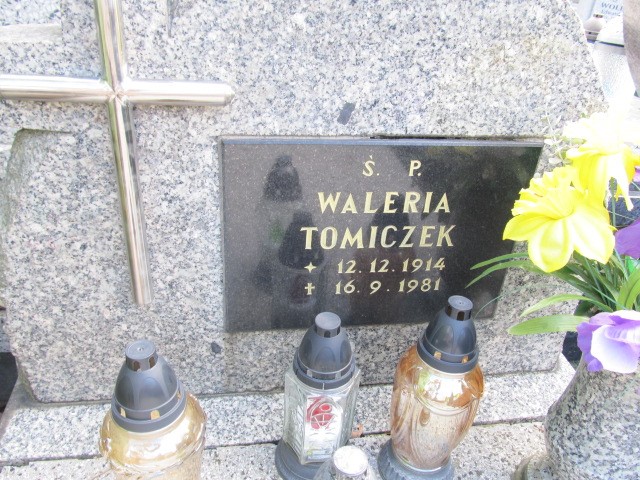 Ś. P.
WALERIA
TOMICZEK
✦ 12.12.1914
✝ 16.9.1981